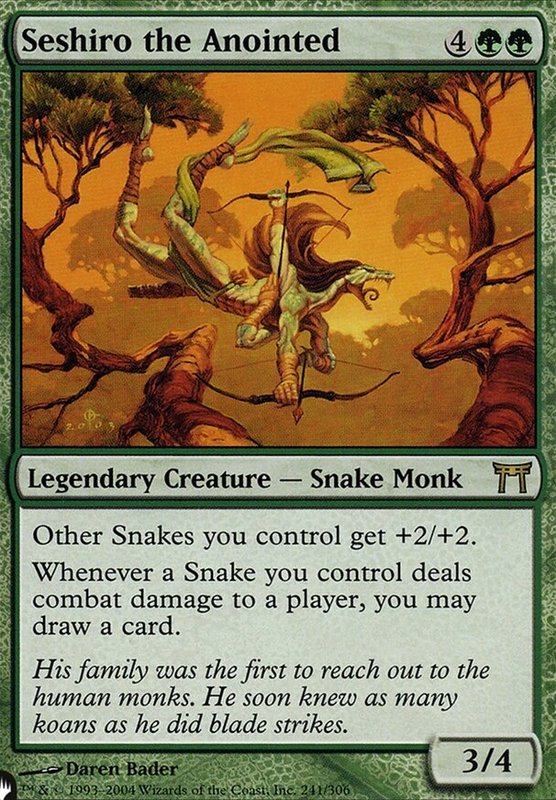 Seshiro the Anointed 4
2003
Legendary Creature — Snake Monk
Other Snakes you control get +2/+2.
Whenever a Snake you control deals
combat damage to a player, you may
draw a card.
His family was the first to reach out to the
human monks. He soon knew as many
koans as he did blade strikes.
3/4
Daren Bader
™ & © 1993–2004 Wizards of the Coast, Inc. 241/306